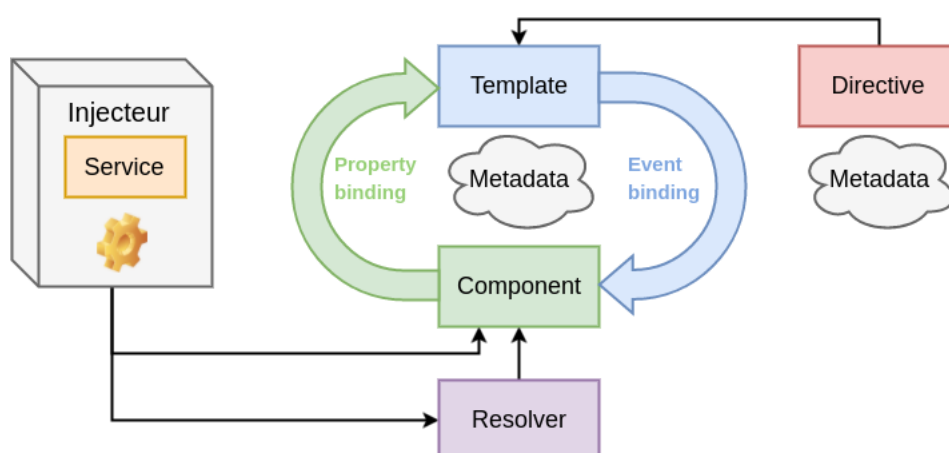 Injecteur
Service
Template
Directive
Property
binding
Metadata
Event
binding
Metadata
Component
Resolver